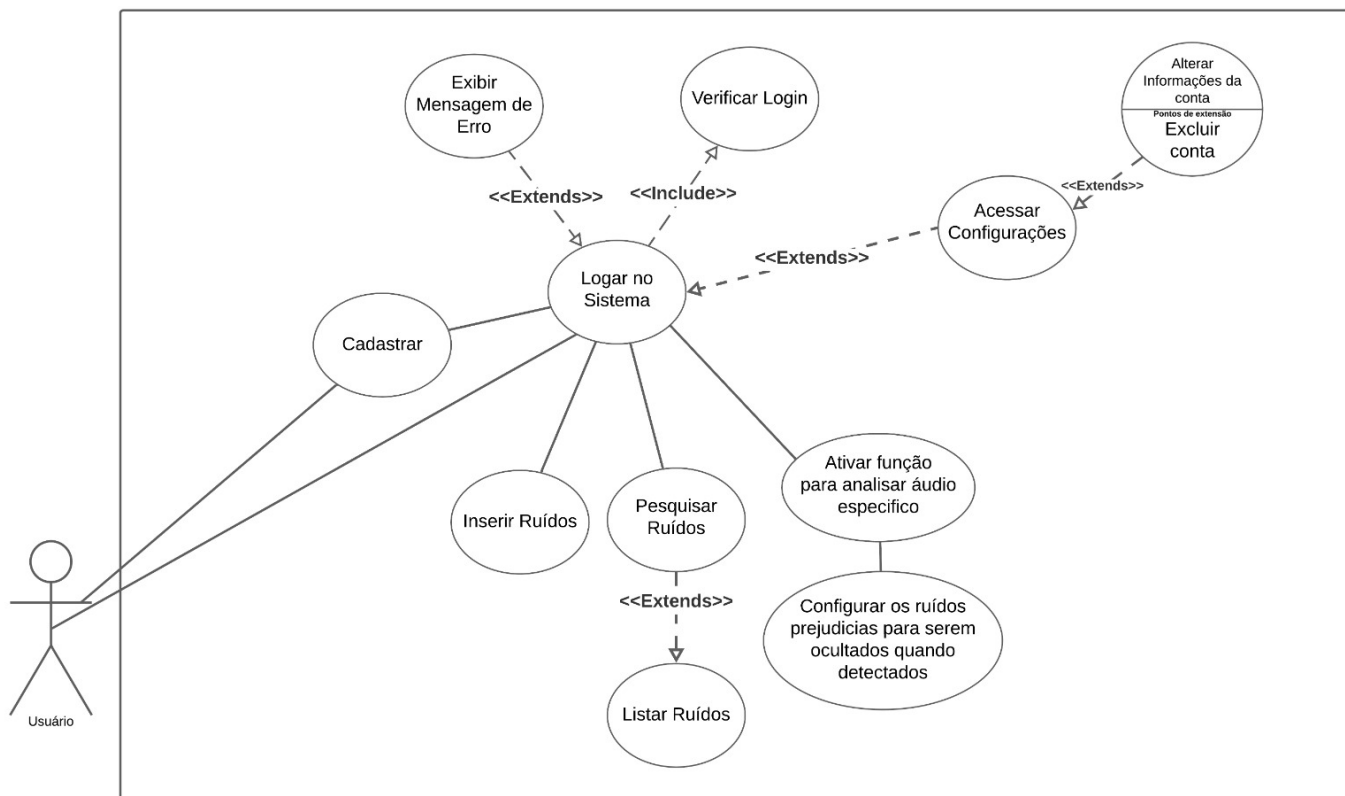 Exibir
Mensagem de
Erro
Verificar Login
Alterar
Informações da
conta
Pontos de extensão
Excluir
conta
<<Extends>>
<<Include>>
<<Extends>>
Acessar
Configurações
<<Extends>>
Logar no
Sistema
Cadastrar
Inserir Ruídos
Pesquisar
Ruídos
Ativar função
para analisar áudio
especifico
<<Extends>>
Configurar os ruídos
prejudicias para serem
ocultados quando
detectados
Listar Ruídos
Usuário